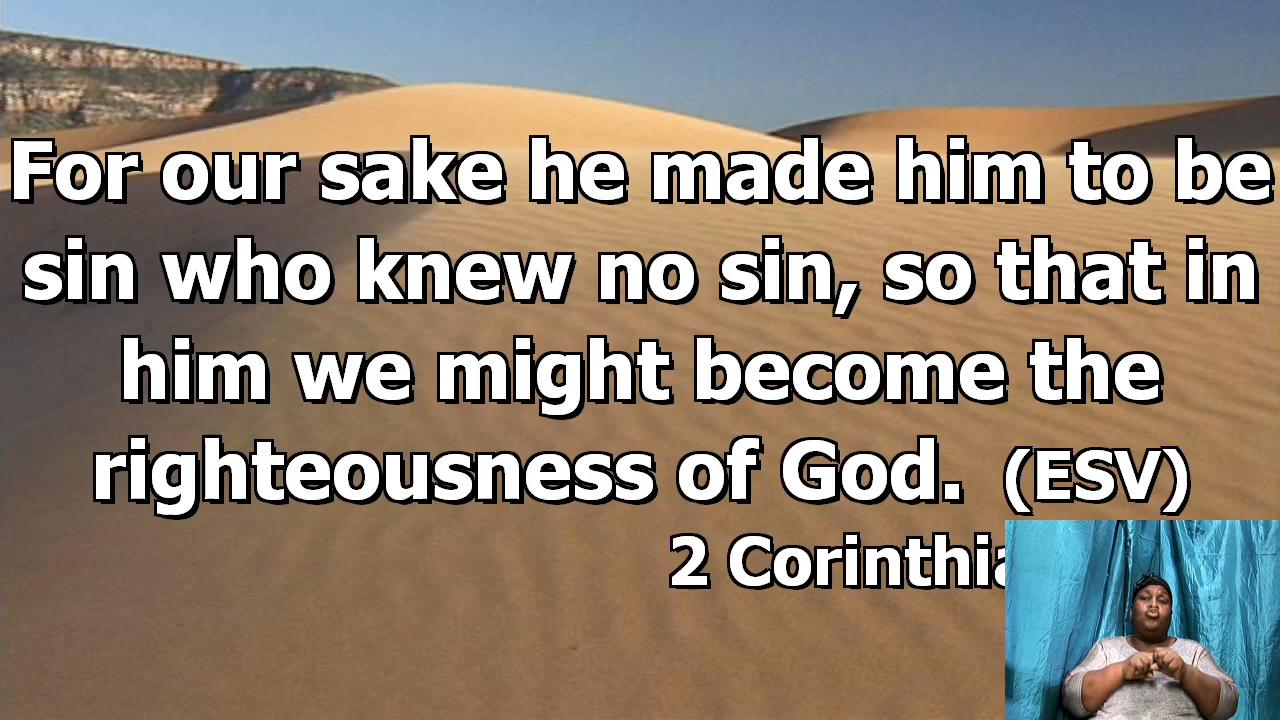 For our sake he made him to be
sin who knew no sin, so that in
him we might become the
righteousness of God. (ESV)
2